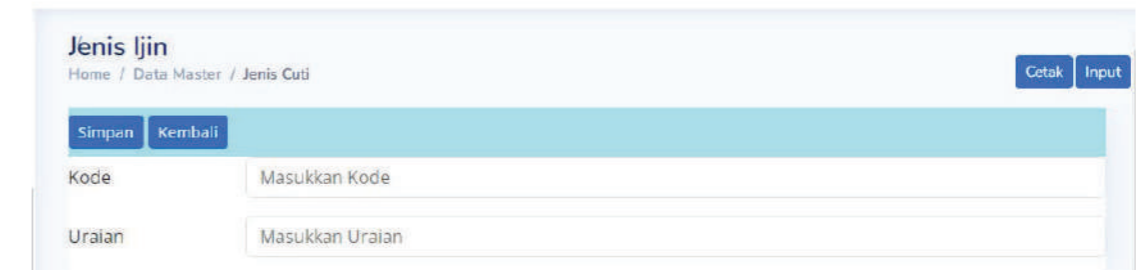 Jenis Ijin
Home / Data Master / Jenis Cuti
Cetak Input
Simpan Kembali
Kode Masukkan Kode
Uraian Masukkan Uraian